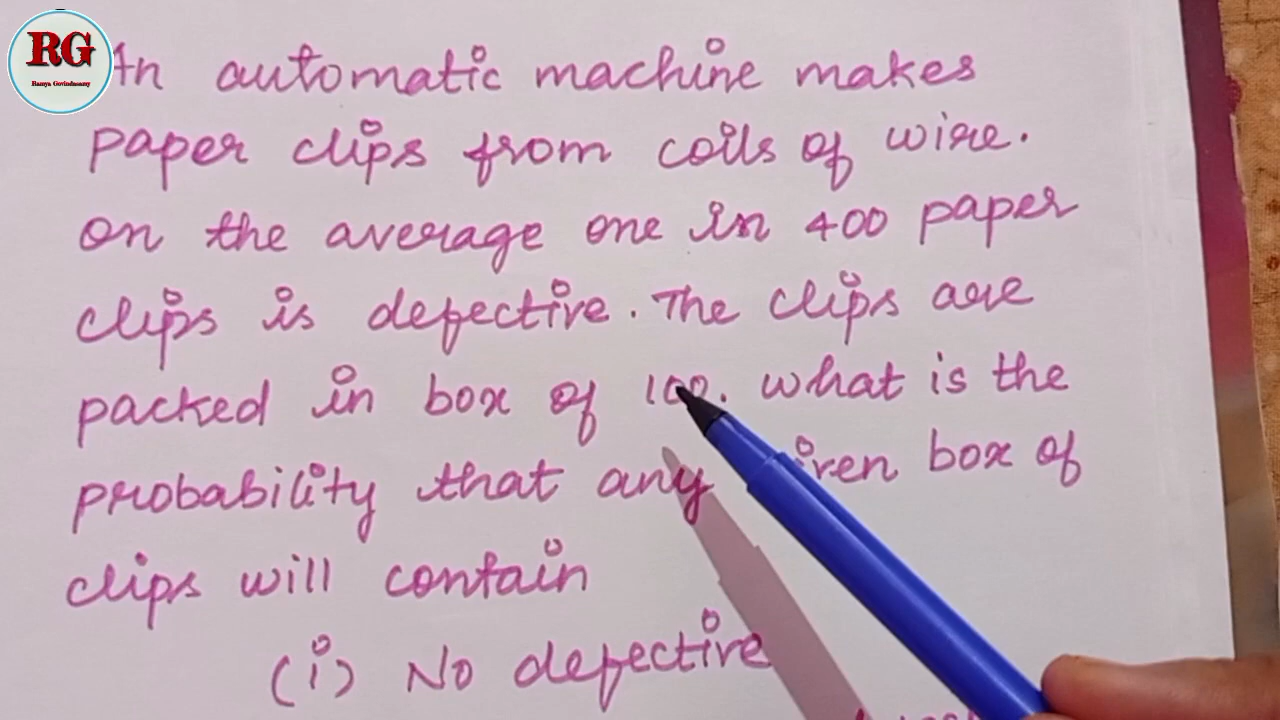 RG
Ramya Govindasamy
An automatic machine makes
paper clips from coils of wire.
on the average one in 400 paper
clips is defective. The clips are
packed in box of 100. what is the
probability that any given box of
clips will contain
(i) No defective